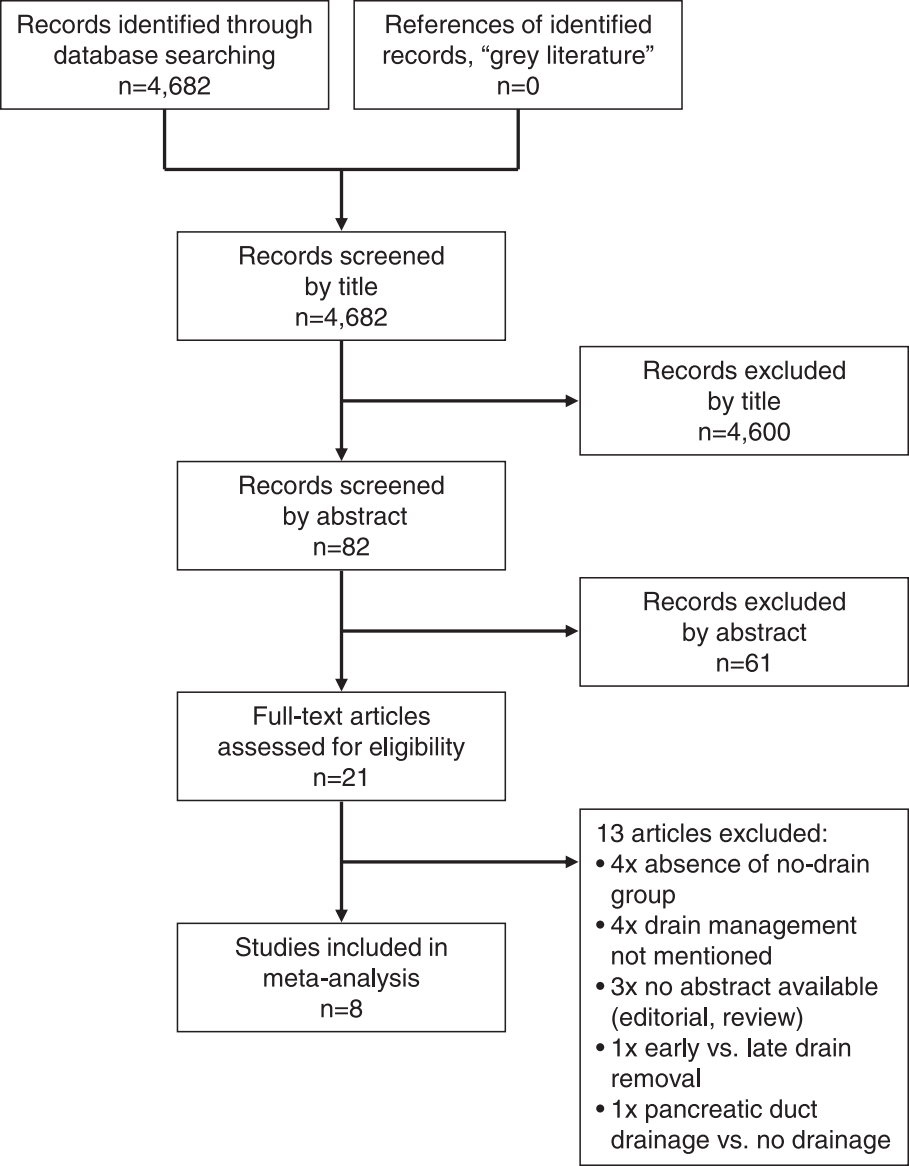 Records identified through
database searching
n=4,682
References of identified
records, “grey literature”
n=0
Records screened
by title
n=4,682
Records excluded
by title
n=4,600
Records screened
by abstract
n=82
Records excluded
by abstract
n=61
Full-text articles
assessed for eligibility
n=21
13 articles excluded:
• 4x absence of no-drain
group
• 4x drain management
not mentioned
• 3x no abstract available
(editorial, review)
• 1x early vs. late drain
removal
• 1x pancreatic duct
drainage vs. no drainage
Studies included in
meta-analysis
n=8